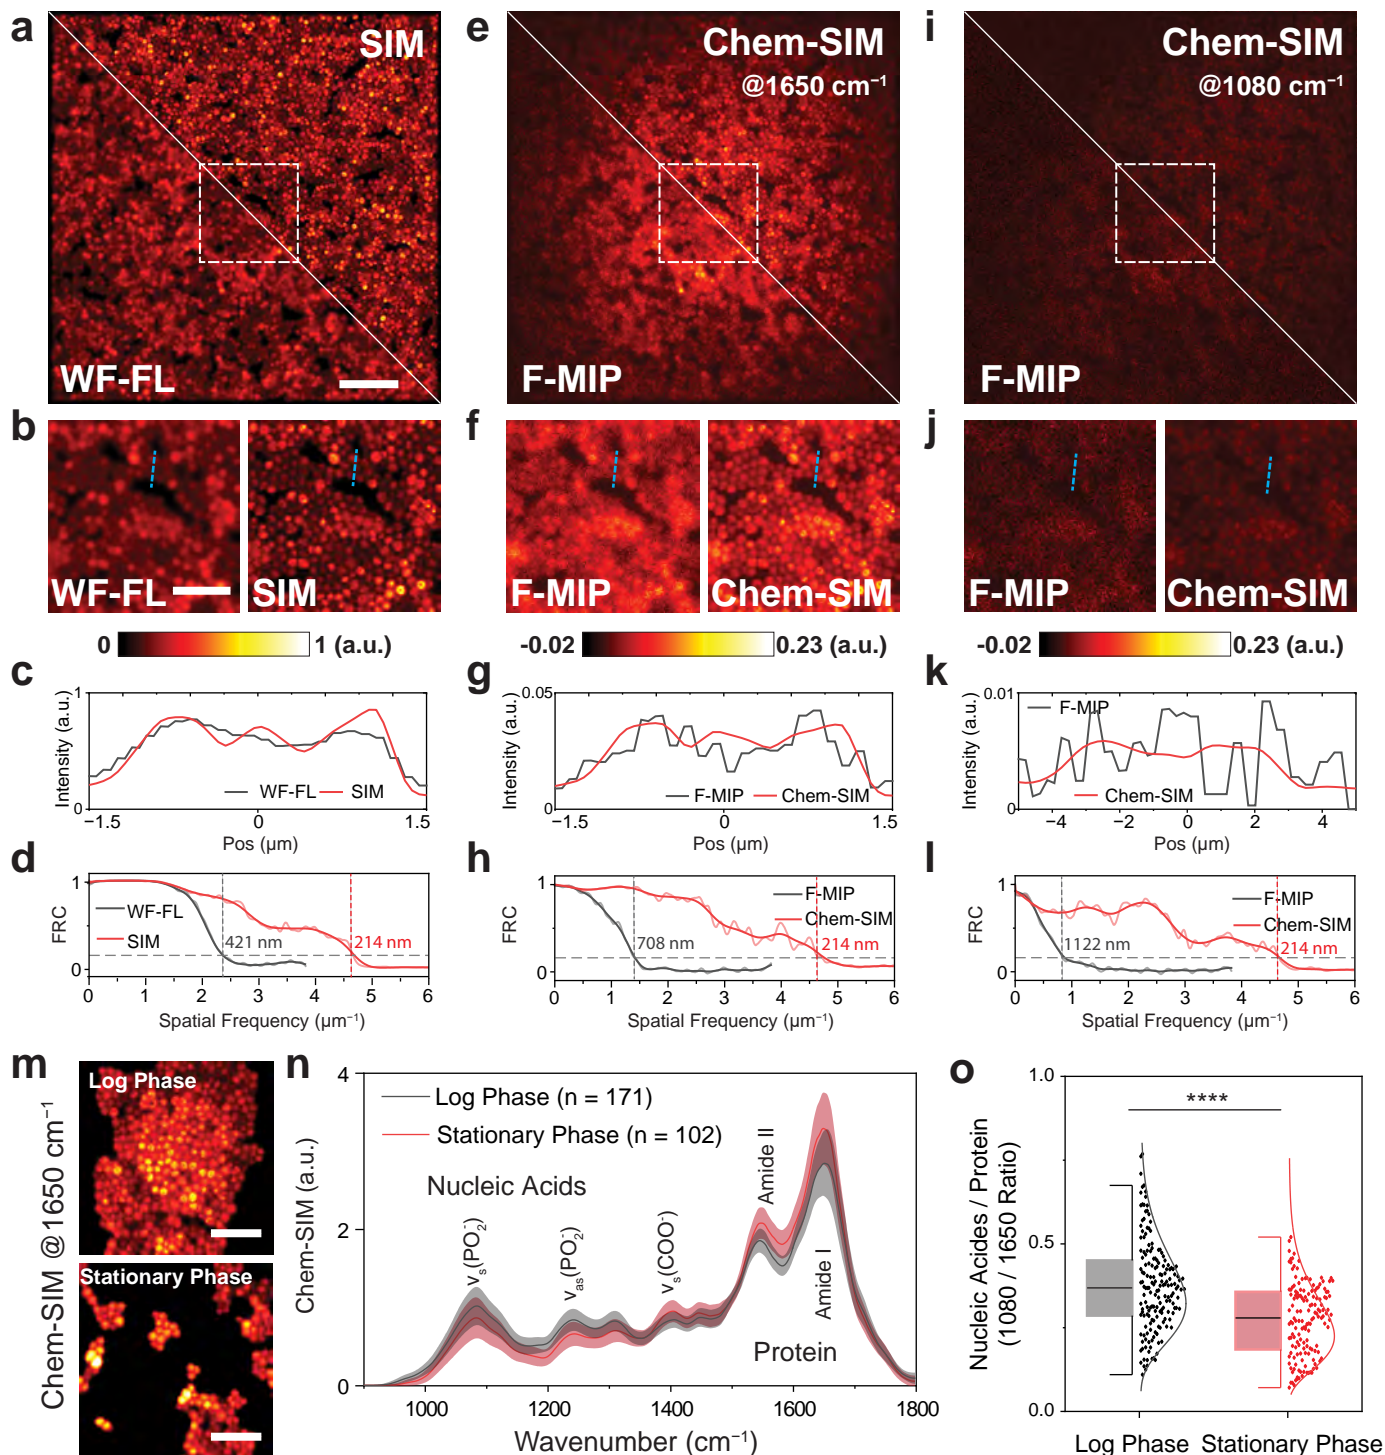 a
SIM
WF-FL
e
Chem-SIM
@1650 cm⁻¹
F-MIP
i
Chem-SIM
@1080 cm⁻¹
F-MIP
b
WF-FL
SIM
0
1 (a.u.)
f
F-MIP
Chem-SIM
-0.02
0.23 (a.u.)
j
F-MIP
Chem-SIM
-0.02
0.23 (a.u.)
c
Intensity (a.u.)
1
0
WF-FL
SIM
−1.5
0
1.5
Pos (µm)
g
Intensity (a.u.)
0.05
0
F-MIP
Chem-SIM
−1.5
0
1.5
Pos (µm)
k
Intensity (a.u.)
0.01
0
F-MIP
Chem-SIM
−4
−2
0
2
4
Pos (µm)
d
FRC
1
0
WF-FL
SIM
421 nm
214 nm
0
1
2
3
4
5
6
Spatial Frequency (µm⁻¹)
h
FRC
1
0
F-MIP
Chem-SIM
708 nm
214 nm
0
1
2
3
4
5
6
Spatial Frequency (µm⁻¹)
l
FRC
1
0
F-MIP
Chem-SIM
1122 nm
214 nm
0
1
2
3
4
5
6
Spatial Frequency (µm⁻¹)
m
Chem-SIM @1650 cm⁻¹
Log Phase
Stationary Phase
n
Chem-SIM (a.u.)
4
2
0
Log Phase (n = 171)
Stationary Phase (n = 102)
Nucleic Acids
νs(PO₂⁻)
νas(PO₂⁻)
νs(COO⁻)
Amide II
Amide I
Protein
1000
1200
1400
1600
1800
Wavenumber (cm⁻¹)
o
Nucleic Acides / Protein
(1080 / 1650 Ratio)
1.0
0.5
0.0
****
Log Phase
Stationary Phase